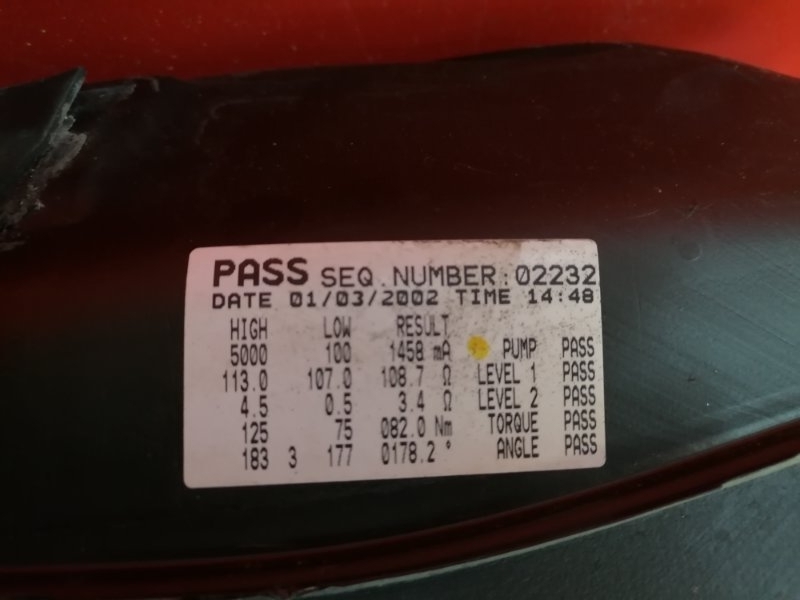 PASS SEQ.NUMBER:02232
DATE 01/03/2002 TIME 14:48
HIGH LOW RESULT
5000 100 1458 mA PUMP PASS
113.0 107.0 108.7 Ω LEVEL 1 PASS
4.5 0.5 3.4 Ω LEVEL 2 PASS
125 75 082.0 Nm TORQUE PASS
183 3 177 0178.2 ° ANGLE PASS